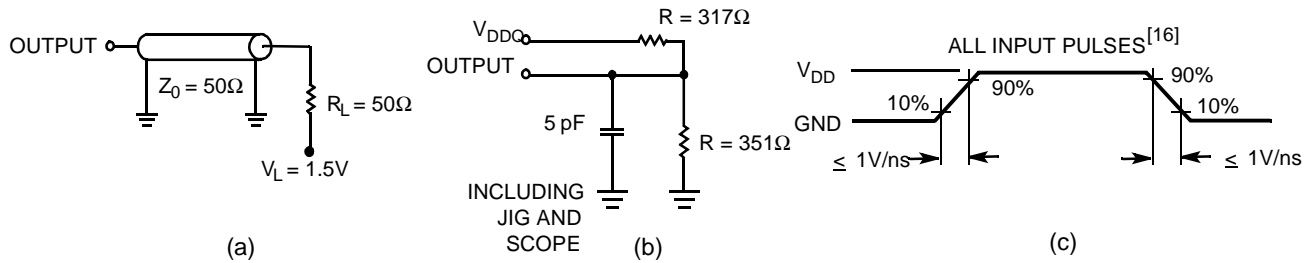 OUTPUT
Z0 = 50Ω
RL = 50Ω
VL = 1.5V
(a)
R = 317Ω
VDDQ
OUTPUT
5 pF
R = 351Ω
INCLUDING
JIG AND
SCOPE
(b)
ALL INPUT PULSES[16]
VDD
90%
90%
10%
10%
GND
≤ 1V/ns
≤ 1V/ns
(c)